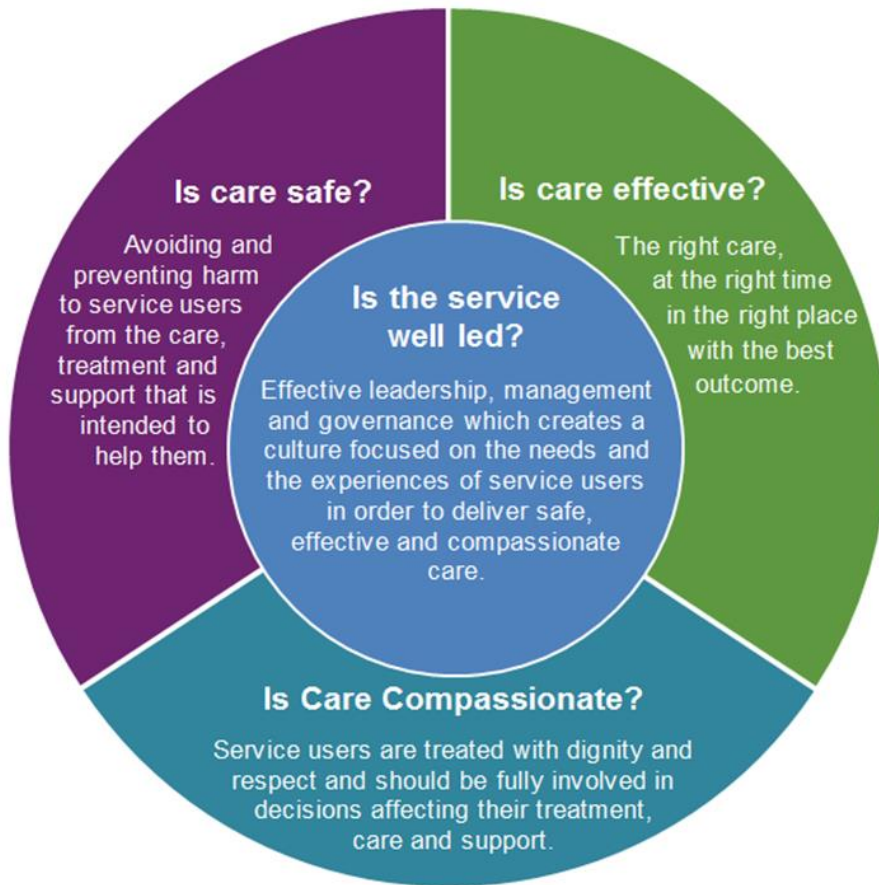 Is care safe?
Avoiding and
preventing harm
to service users
from the care,
treatment and
support that is
intended to
help them.
Is care effective?
The right care,
at the right time
in the right place
with the best
outcome.
Is the service
well led?
Effective leadership, management
and governance which creates a
culture focused on the needs and
the experiences of service users
in order to deliver safe,
effective and compassionate
care.
Is Care Compassionate?
Service users are treated with dignity and
respect and should be fully involved in
decisions affecting their treatment,
care and support.